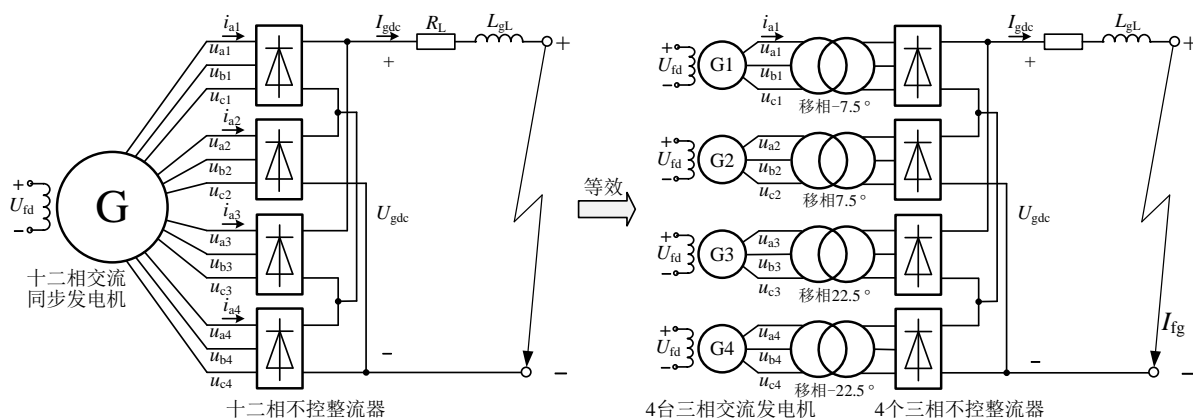 i_a1
I_gdc
R_L
L_gL
+
u_a1
+
u_b1
u_c1
i_a2
u_a2
u_b2
+
U_fd
−
G
u_c2
U_gdc
i_a3
u_a3
u_b3
十二相交流
同步发电机
u_c3
i_a4
u_a4
u_b4
−
−
u_c4
十二相不控整流器
等效
i_a1
I_gdc
L_gL
+
+
U_fd
−
G1
u_a1
u_b1
u_c1
+
移相−7.5°
+
U_fd
−
G2
u_a2
u_b2
u_c2
移相7.5°
U_gdc
+
U_fd
−
G3
u_a3
u_b3
u_c3
移相22.5°
+
U_fd
−
G4
u_a4
u_b4
u_c4
移相−22.5°
I_fg
−
−
4台三相交流发电机
4个三相不控整流器